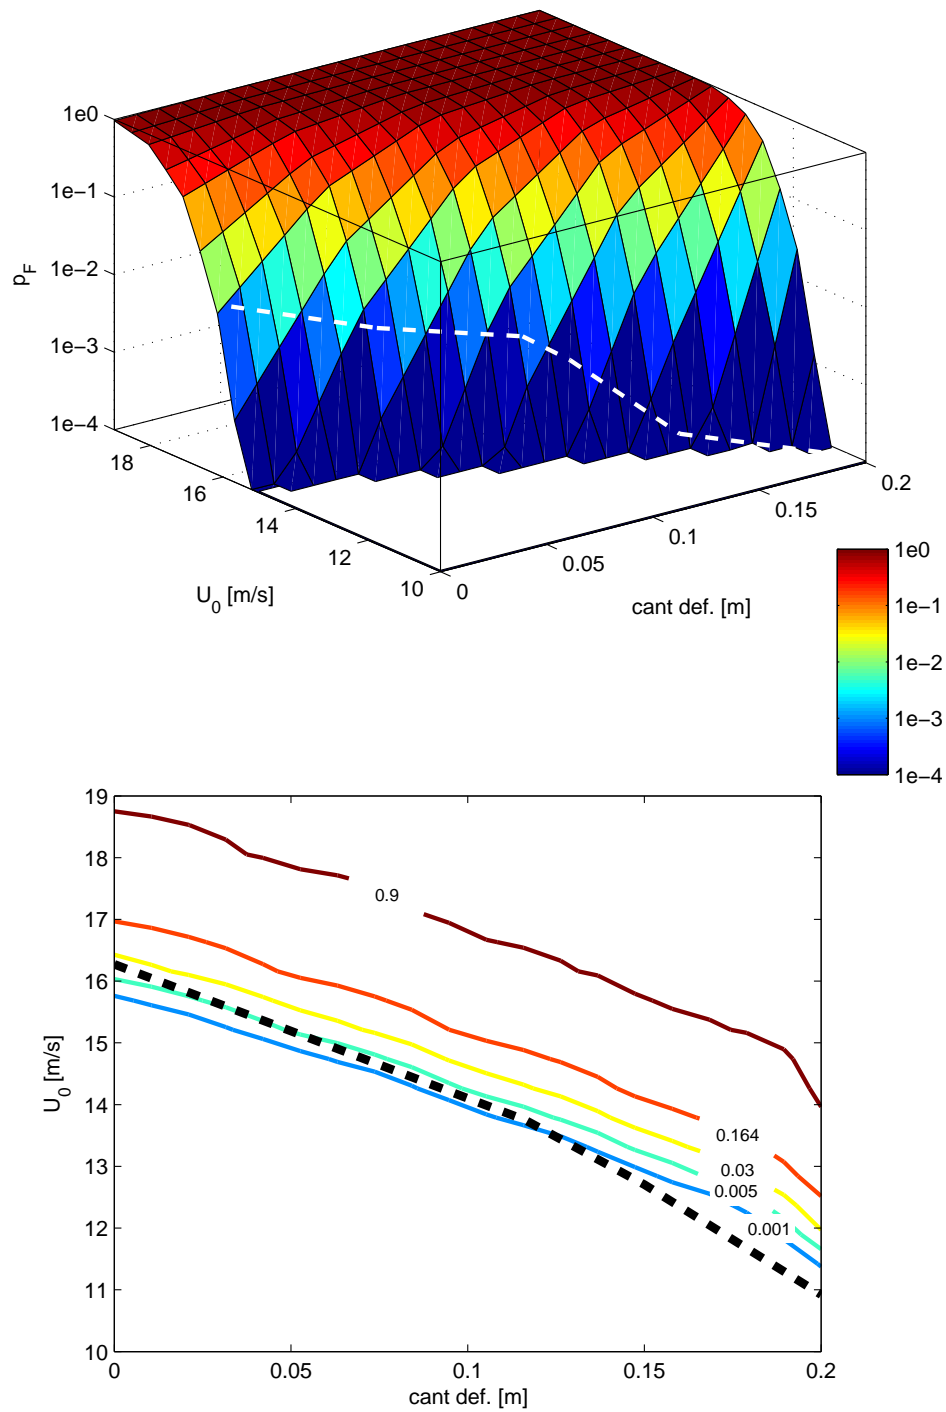 1e0
1e−1
1e−2
1e−3
1e−4
p_F
18
16
14
12
10
U_0 [m/s]
0
0.05
0.1
0.15
0.2
cant def. [m]
1e0
1e−1
1e−2
1e−3
1e−4
19
18
17
16
15
14
13
12
11
10
U_0 [m/s]
0.9
0.164
0.03
0.005
0.001
0
0.05
0.1
0.15
0.2
cant def. [m]